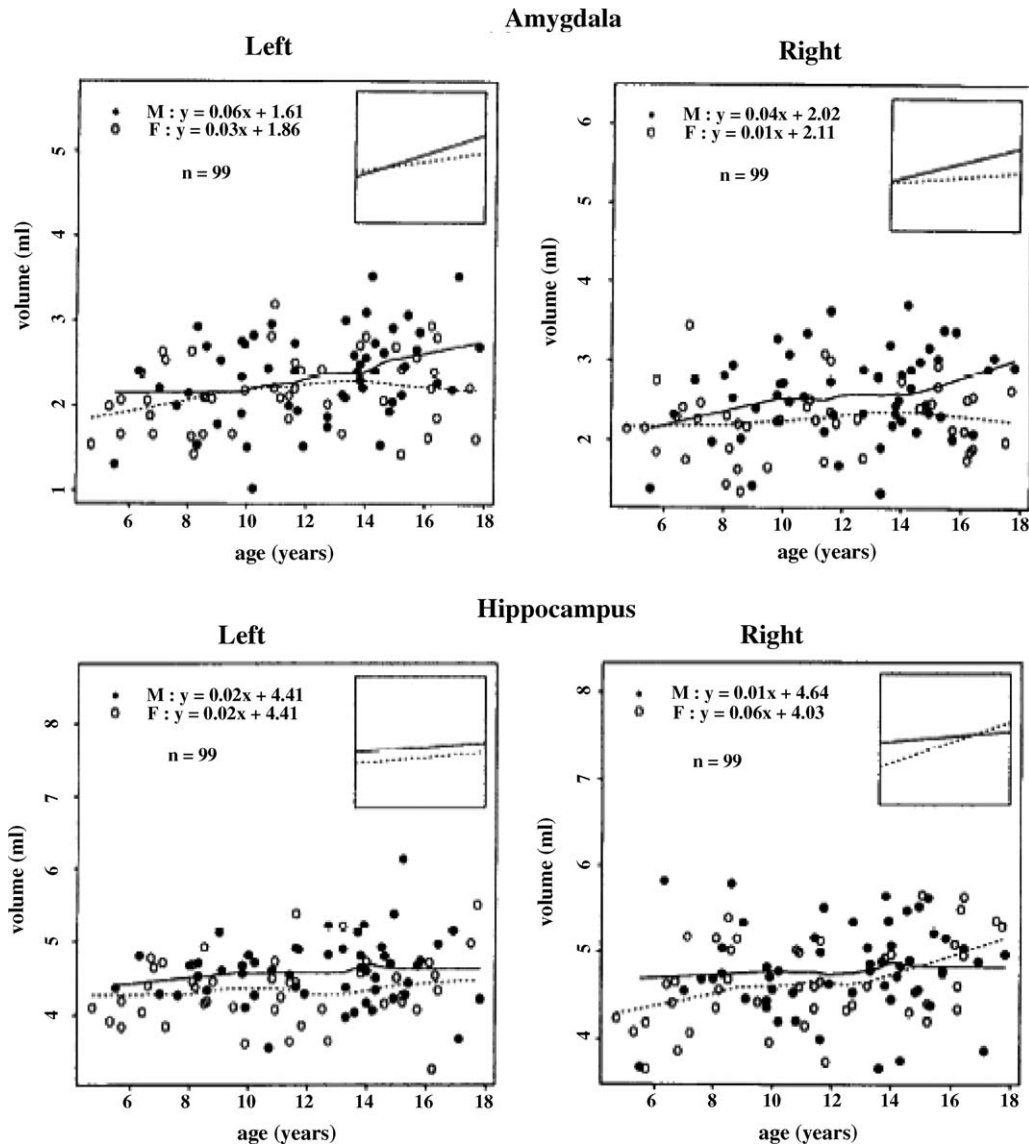 Amygdala
Left
Right
M : y = 0.06x + 1.61
F : y = 0.03x + 1.86
n = 99
volume (ml)
5
4
3
2
1
6 8 10 12 14 16 18
age (years)
M : y = 0.04x + 2.02
F : y = 0.01x + 2.11
n = 99
volume (ml)
6
5
4
3
2
6 8 10 12 14 16 18
age (years)
Hippocampus
Left
Right
M : y = 0.02x + 4.41
F : y = 0.02x + 4.41
n = 99
volume (ml)
8
7
6
5
4
6 8 10 12 14 16 18
age (years)
M : y = 0.01x + 4.64
F : y = 0.06x + 4.03
n = 99
volume (ml)
8
7
6
5
4
6 8 10 12 14 16 18
age (years)